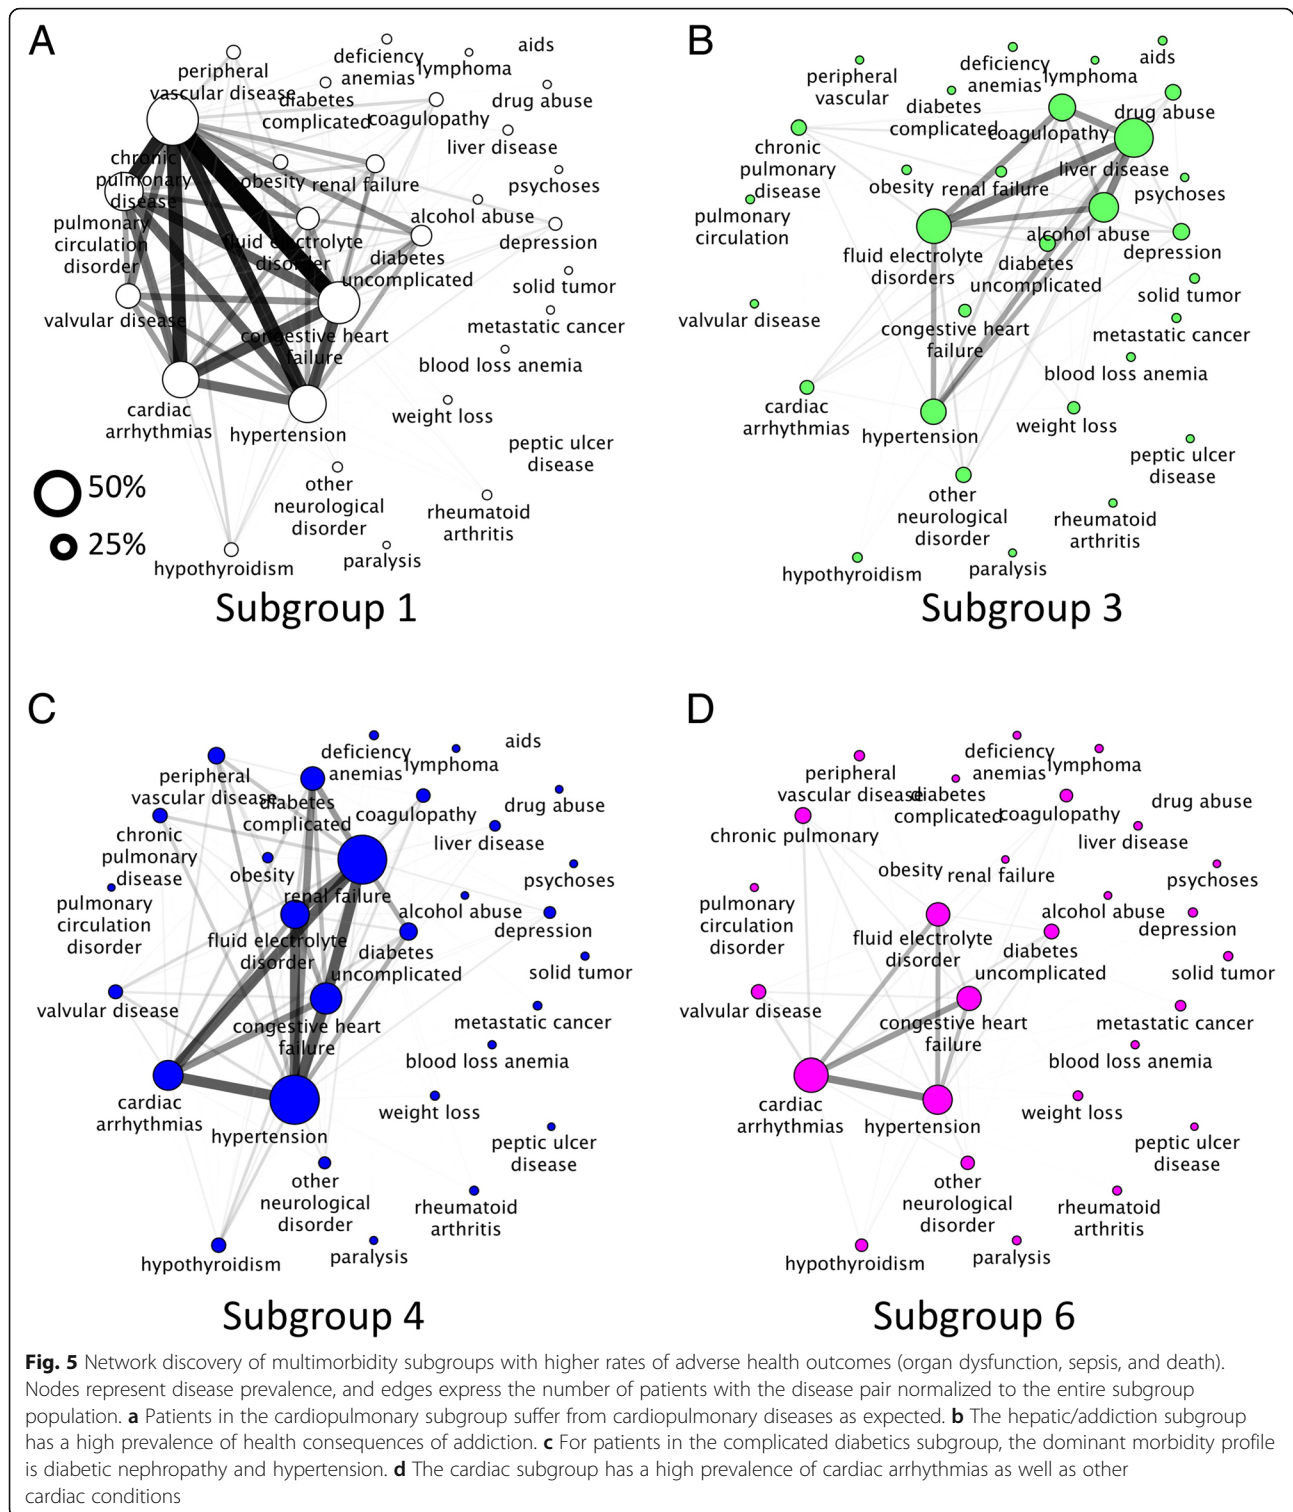 A
peripheral
vascular disease
deficiency
anemias
lymphoma
aids
diabetes
complicated
coagulopathy
drug abuse
liver disease
chronic
pulmonary
disease
obesity
renal failure
psychoses
pulmonary
circulation
disorder
fluid electrolyte
disorder
alcohol abuse
depression
diabetes
uncomplicated
solid tumor
valvular disease
congestive heart
failure
metastatic cancer
blood loss anemia
cardiac
arrhythmias
hypertension
weight loss
peptic ulcer
disease
50%
25%
other
neurological
disorder
rheumatoid
arthritis
hypothyroidism
paralysis
Subgroup 1
B
peripheral
vascular
deficiency
anemias
lymphoma
aids
diabetes
complicated
coagulopathy
drug abuse
chronic
pulmonary
disease
obesity
renal failure
liver disease
psychoses
pulmonary
circulation
fluid electrolyte
disorders
alcohol abuse
depression
diabetes
uncomplicated
solid tumor
valvular disease
congestive heart
failure
metastatic cancer
blood loss anemia
cardiac
arrhythmias
hypertension
weight loss
peptic ulcer
disease
other
neurological
disorder
rheumatoid
arthritis
hypothyroidism
paralysis
Subgroup 3
C
peripheral
vascular disease
deficiency
anemias
lymphoma
aids
diabetes
complicated
coagulopathy
drug abuse
chronic
pulmonary
disease
liver disease
obesity
renal failure
psychoses
pulmonary
circulation
disorder
fluid electrolyte
disorder
alcohol abuse
depression
diabetes
uncomplicated
solid tumor
valvular disease
congestive heart
failure
metastatic cancer
blood loss anemia
cardiac
arrhythmias
hypertension
weight loss
peptic ulcer
disease
other
neurological
disorder
rheumatoid
arthritis
hypothyroidism
paralysis
Subgroup 4
D
peripheral
vascular disease
deficiency
anemias
lymphoma
diabetes
complicated
coagulopathy
drug abuse
chronic pulmonary
liver disease
obesity
renal failure
psychoses
pulmonary
circulation
disorder
fluid electrolyte
disorder
alcohol abuse
depression
diabetes
uncomplicated
solid tumor
valvular disease
congestive heart
failure
metastatic cancer
blood loss anemia
cardiac
arrhythmias
hypertension
weight loss
peptic ulcer
disease
other
neurological
disorder
rheumatoid
arthritis
hypothyroidism
paralysis
Subgroup 6
Fig. 5 Network discovery of multimorbidity subgroups with higher rates of adverse health outcomes (organ dysfunction, sepsis, and death).
Nodes represent disease prevalence, and edges express the number of patients with the disease pair normalized to the entire subgroup
population. a Patients in the cardiopulmonary subgroup suffer from cardiopulmonary diseases as expected. b The hepatic/addiction subgroup
has a high prevalence of health consequences of addiction. c For patients in the complicated diabetics subgroup, the dominant morbidity profile
is diabetic nephropathy and hypertension. d The cardiac subgroup has a high prevalence of cardiac arrhythmias as well as other
cardiac conditions